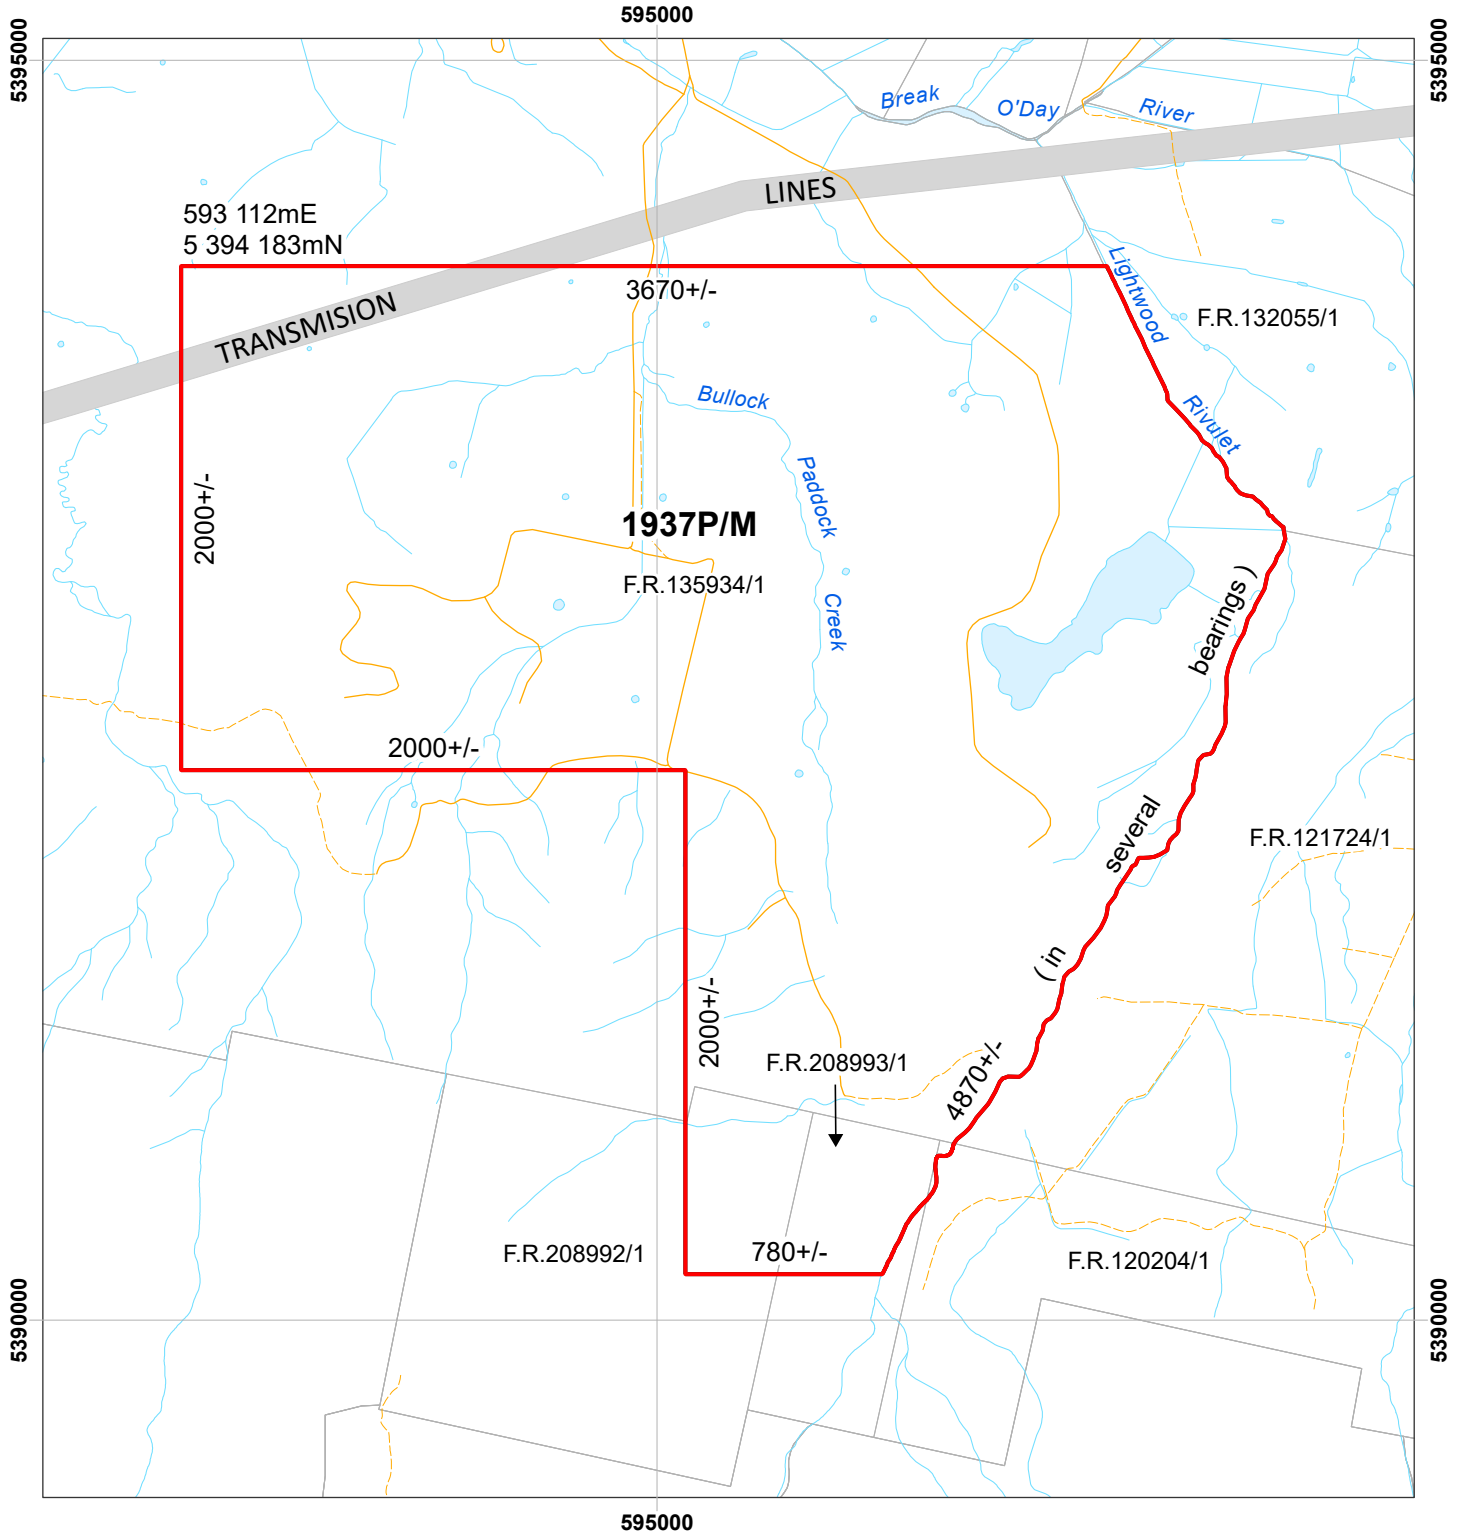 595000
5395000
5395000
Break
O'Day
River
LINES
593 112mE
5 394 183mN
3670+/-
TRANSMISION
Lightwood
F.R.132055/1
Bullock
Rivulet
Paddock
2000+/-
1937P/M
F.R.135934/1
Creek
bearings )
2000+/-
several
F.R.121724/1
( in
2000+/-
F.R.208993/1
4870+/-
780+/-
F.R.208992/1
F.R.120204/1
5390000
5390000
595000